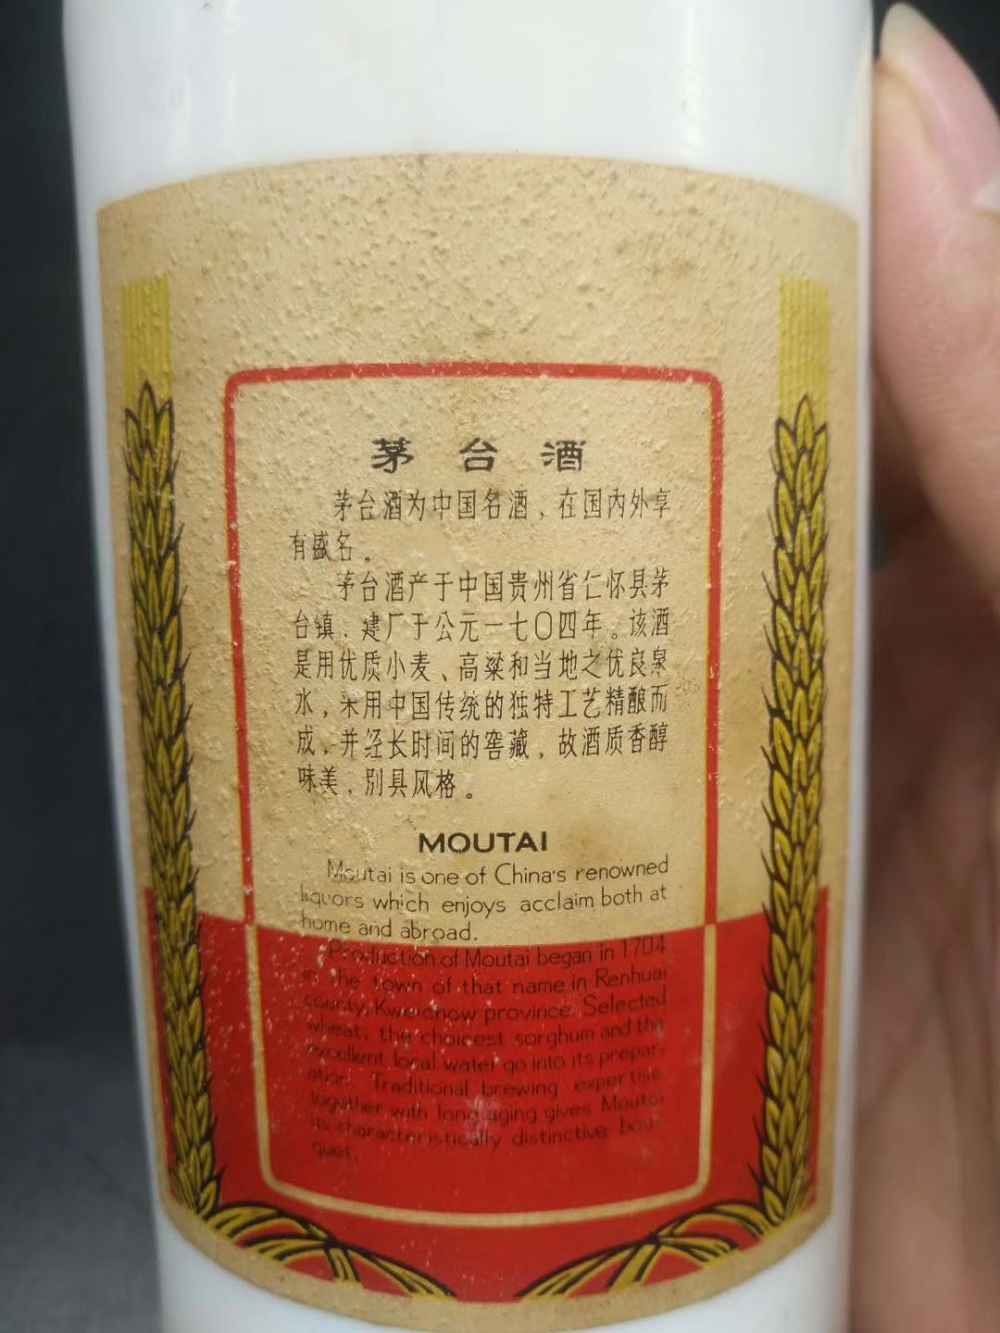 茅台酒
茅台酒为中国名酒，在国内外享
有盛名。
茅台酒产于中国贵州省仁怀县茅
台镇，建厂于公元一七〇四年。该酒
是用优质小麦、高粱和当地之优良泉
水，采用中国传统的独特工艺精酿而
成，并经长时间的窖藏，故酒质香醇
味美，别具风格。
MOUTAI
Moutai is one of China's renowned
liquors which enjoys acclaim both at
home and abroad.
Production of Moutai began in 1704
in the town of that name in Renhuai
county, Kweichow province. Selected
wheat, the choicest sorghum and the
excellent local water go into its prepar-
ation. Traditional brewing expertise
together with long aging gives Moutai
its characteristically distinctive bou-
quet.